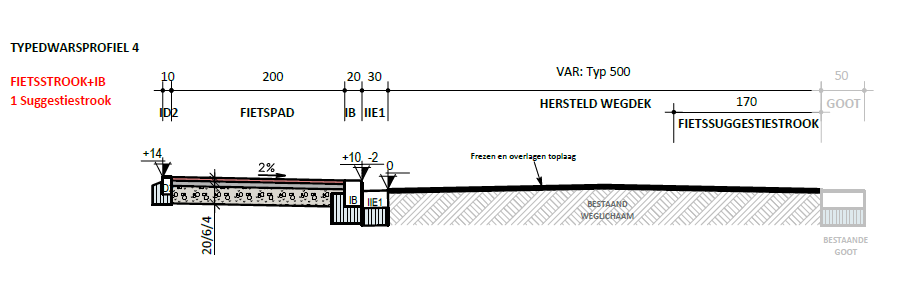 TYPEDWARSPROFIEL 4
FIETSSTROOK+IB
1 Suggestiestrook
10 200 20 30 VAR: Typ 500 50
ID2 FIETSPAD IB IIE1 HERSTELD WEGDEK GOOT
170
FIETSSUGGESTIESTROOK
+14 2% +10 -2 0
Frezen en overlagen toplaag
IB IIE1
20/6/4
BESTAAND
WEGLICHAAM
BESTAANDE
GOOT